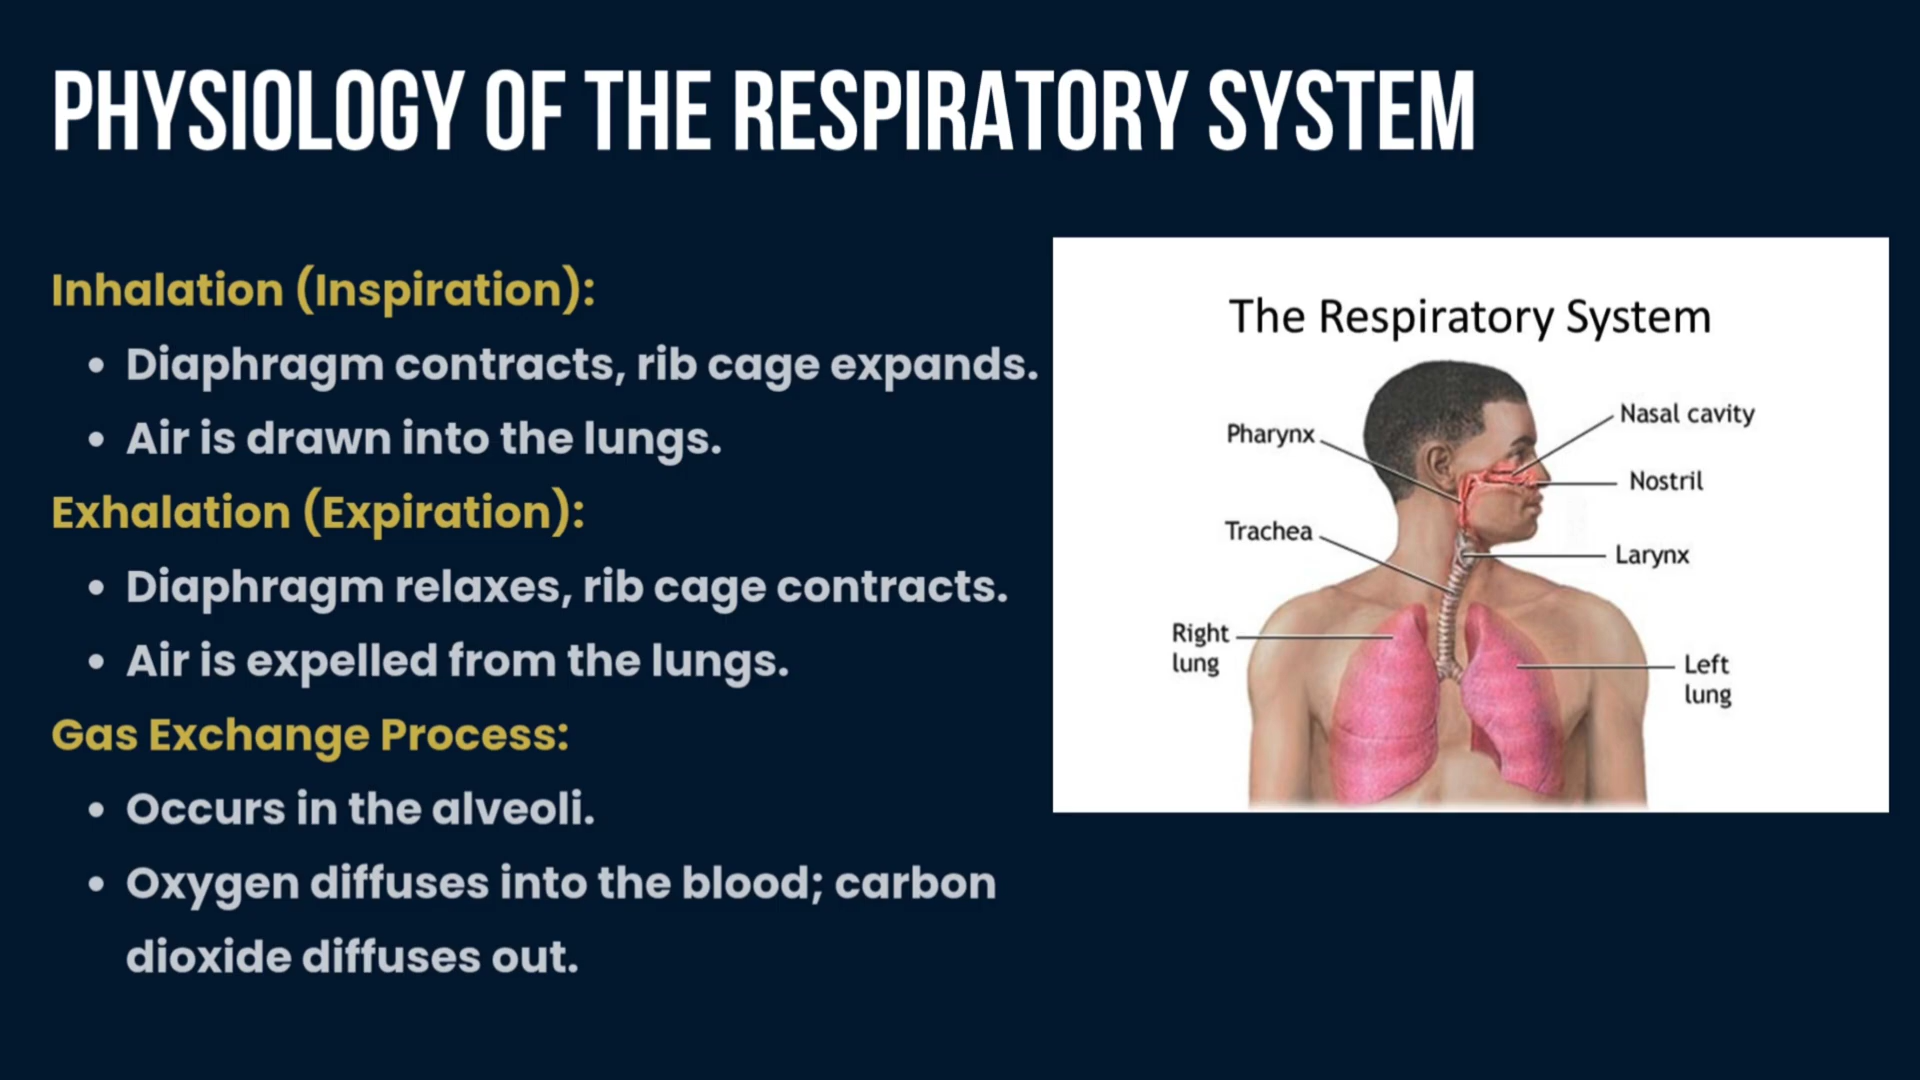 PHYSIOLOGY OF THE RESPIRATORY SYSTEM
Inhalation (Inspiration):
• Diaphragm contracts, rib cage expands.
• Air is drawn into the lungs.
Exhalation (Expiration):
• Diaphragm relaxes, rib cage contracts.
• Air is expelled from the lungs.
Gas Exchange Process:
• Occurs in the alveoli.
• Oxygen diffuses into the blood; carbon
dioxide diffuses out.
The Respiratory System
Nasal cavity
Pharynx
Nostril
Trachea
Larynx
Right
lung
Left
lung